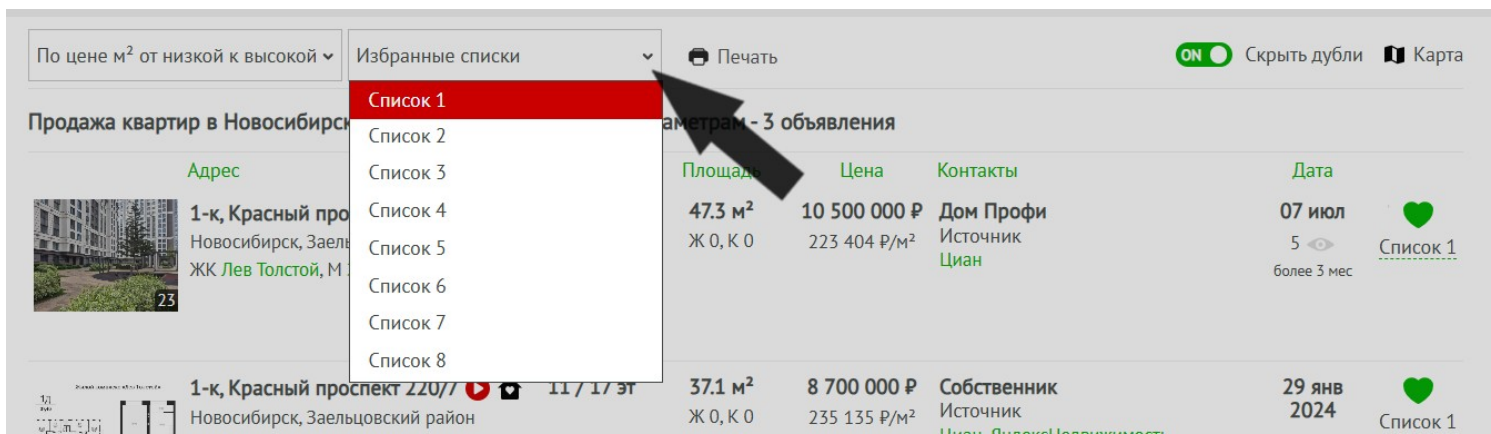 По цене м² от низкой к высокой Избранные списки Печать ON Скрыть дубли Карта
Список 1
Список 2
Список 3
Список 4
Список 5
Список 6
Список 7
Список 8
Продажа квартир в - 3 объявления
Адрес Площадь Цена Контакты Дата
1-к, Красный 47.3 м² 10 500 000 ₽ Дом Профи 07 июл
Новосибирск, Ж 0, К 0 223 404 ₽/м² Источник 5
ЖК Лев Толстой, М Циан более 3 мес Список 1
23
1-к, Красный проспект 220/7 11 / 17 эт 37.1 м² 8 700 000 ₽ Собственник 29 янв
Новосибирск, Заельцовский район Ж 0, К 0 235 135 ₽/м² Источник 2024
Список 1